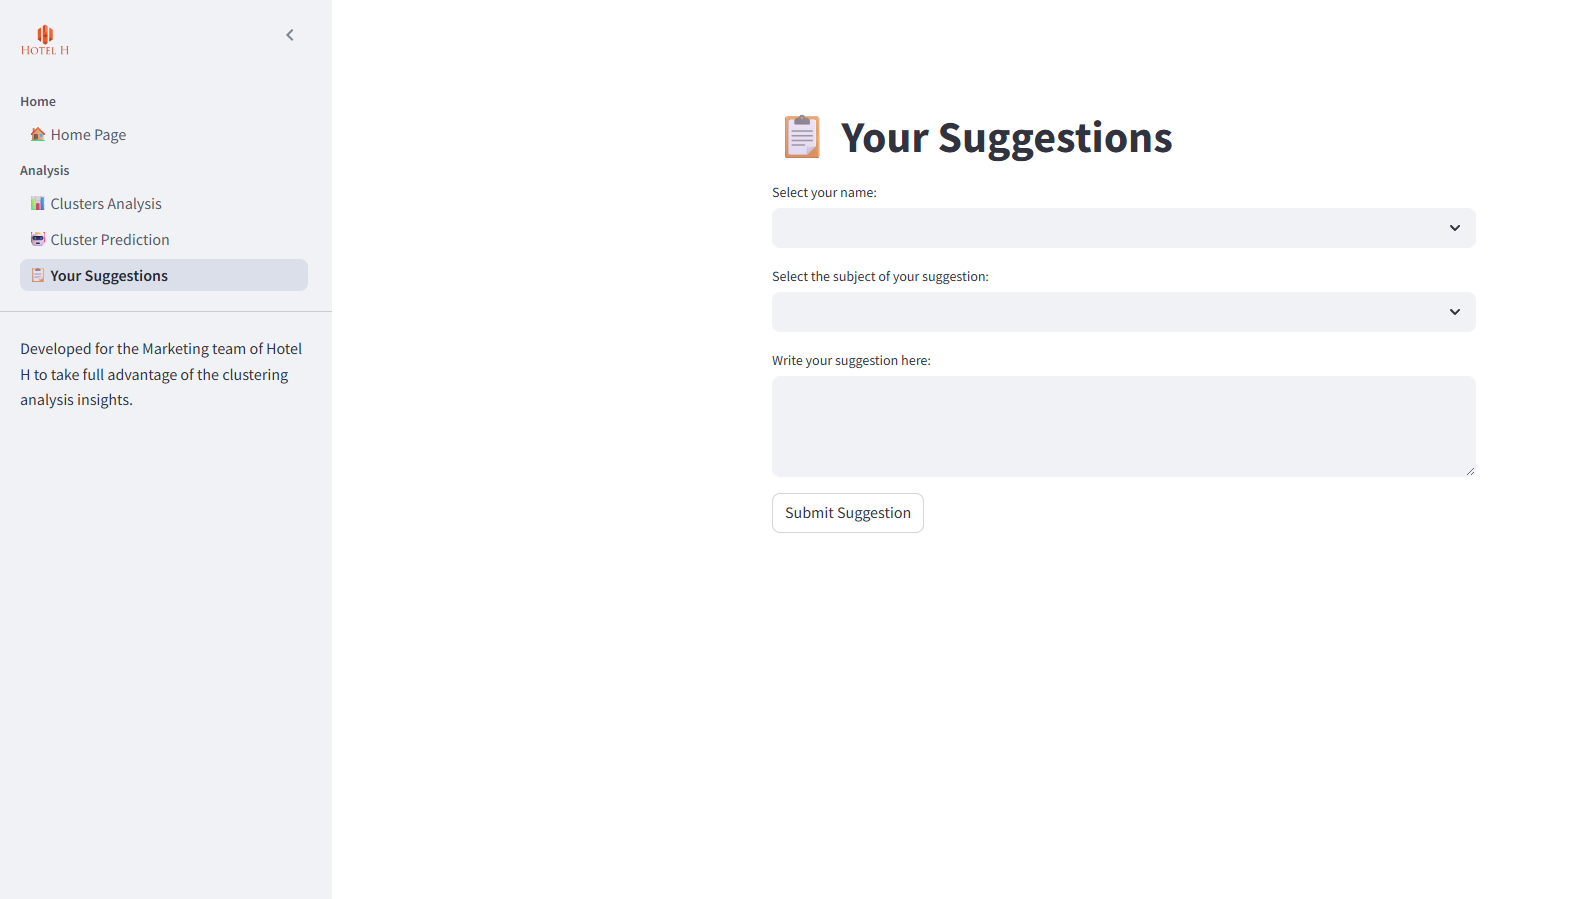 HOTEL H
Home
Home Page
Analysis
Clusters Analysis
Cluster Prediction
Your Suggestions
Developed for the Marketing team of Hotel
H to take full advantage of the clustering
analysis insights.
Your Suggestions
Select your name:
Select the subject of your suggestion:
Write your suggestion here:
Submit Suggestion